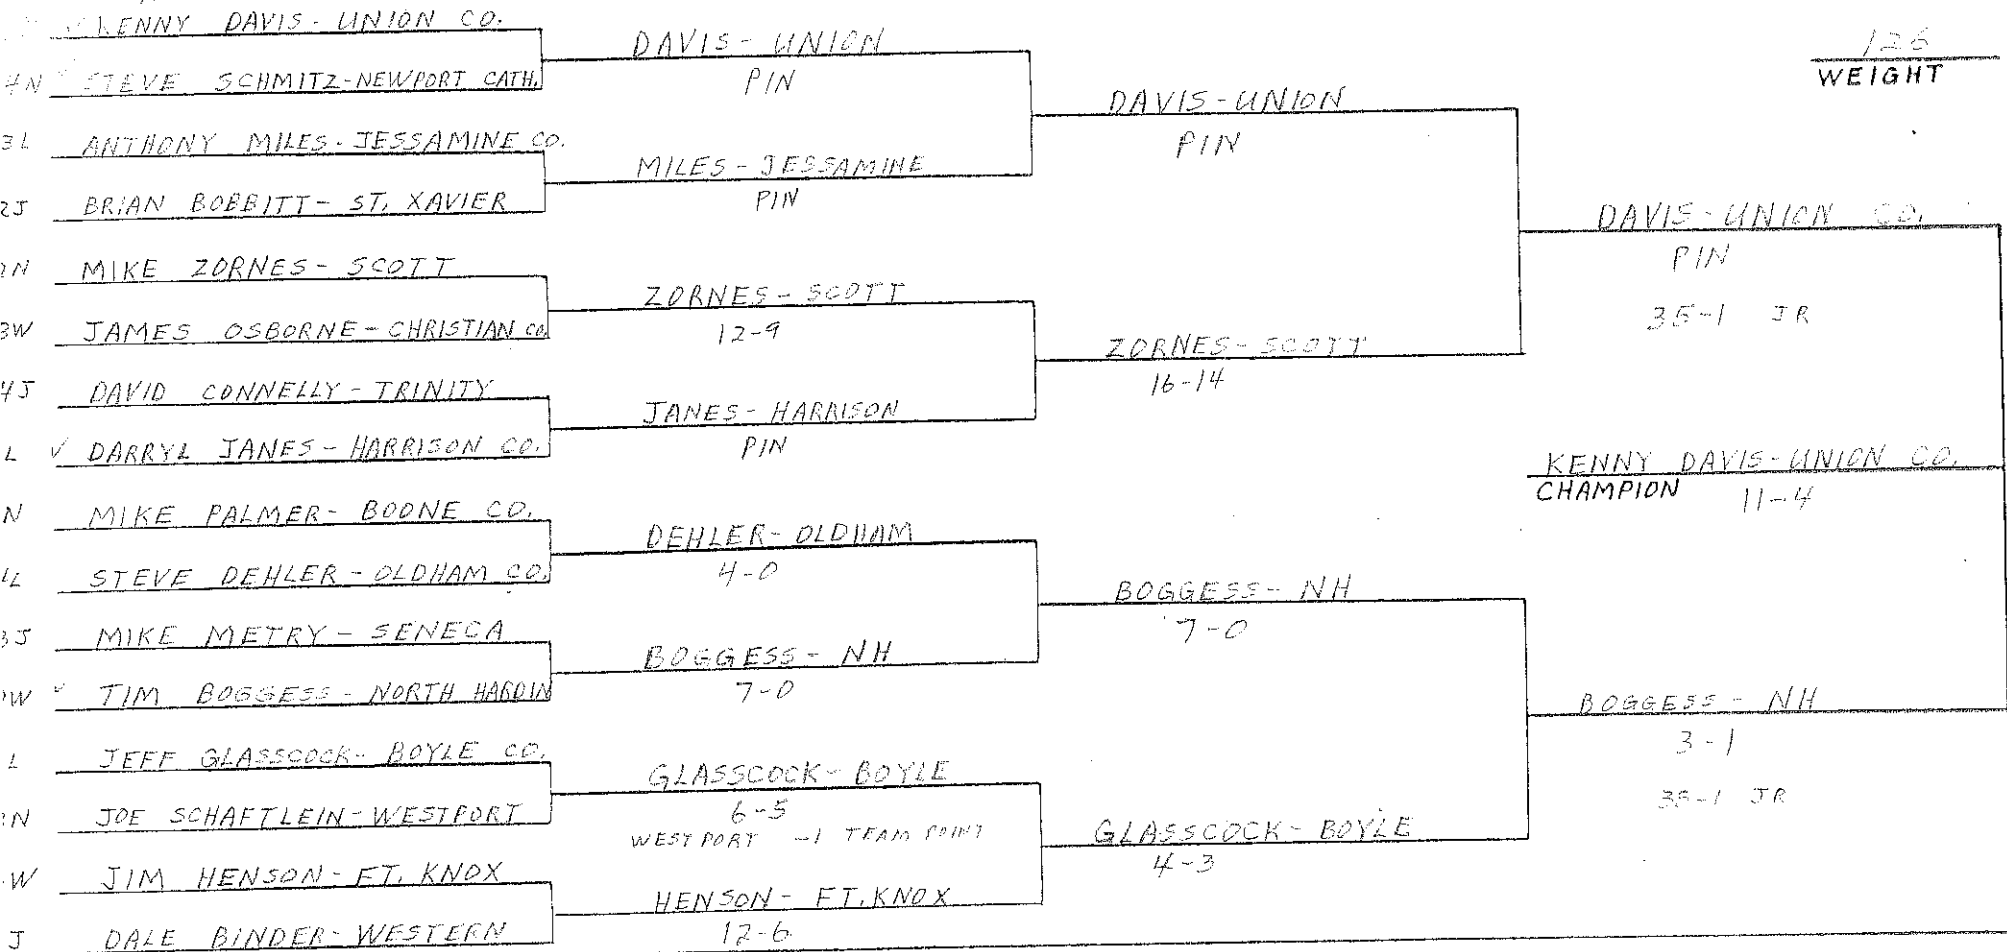 KENNY DAVIS - UNION CO.
4N STEVE SCHMITZ-NEWPORT CATH.
3L ANTHONY MILES-JESSAMINE CO.
2J BRIAN BOBBITT - ST. XAVIER
N MIKE ZORNES - SCOTT
3W JAMES OSBORNE - CHRISTIAN CO.
4J DAVID CONNELLY - TRINITY
L ✓ DARRYL JANES - HARRISON CO.
N MIKE PALMER - BOONE CO.
4L STEVE DEHLER - OLDHAM CO.
3J MIKE METRY - SENECA
W ✓ TIM BOGGESS - NORTH HARDIN
L JEFF GLASSCOCK - BOYLE CO.
N JOE SCHAFTLEIN - WESTPORT
W JIM HENSON - FT. KNOX
J DALE BINDER - WESTERN
DAVIS - UNION
PIN
MILES - JESSAMINE
PIN
ZORNES - SCOTT
12-9
JANES - HARRISON
PIN
DEHLER - OLDHAM
4-0
BOGGESS - NH
7-0
GLASSCOCK - BOYLE
6-5
WESTPORT -1 TEAM POINT
HENSON - FT. KNOX
12-6
DAVIS-UNION
PIN
ZORNES - SCOTT
16-14
BOGGESS - NH
7-0
GLASSCOCK - BOYLE
4-3
DAVIS - UNION CO.
PIN
35-1 JR
BOGGESS - NH
3-1
35-1 JR
KENNY DAVIS - UNION CO.
CHAMPION 11-4
126
WEIGHT